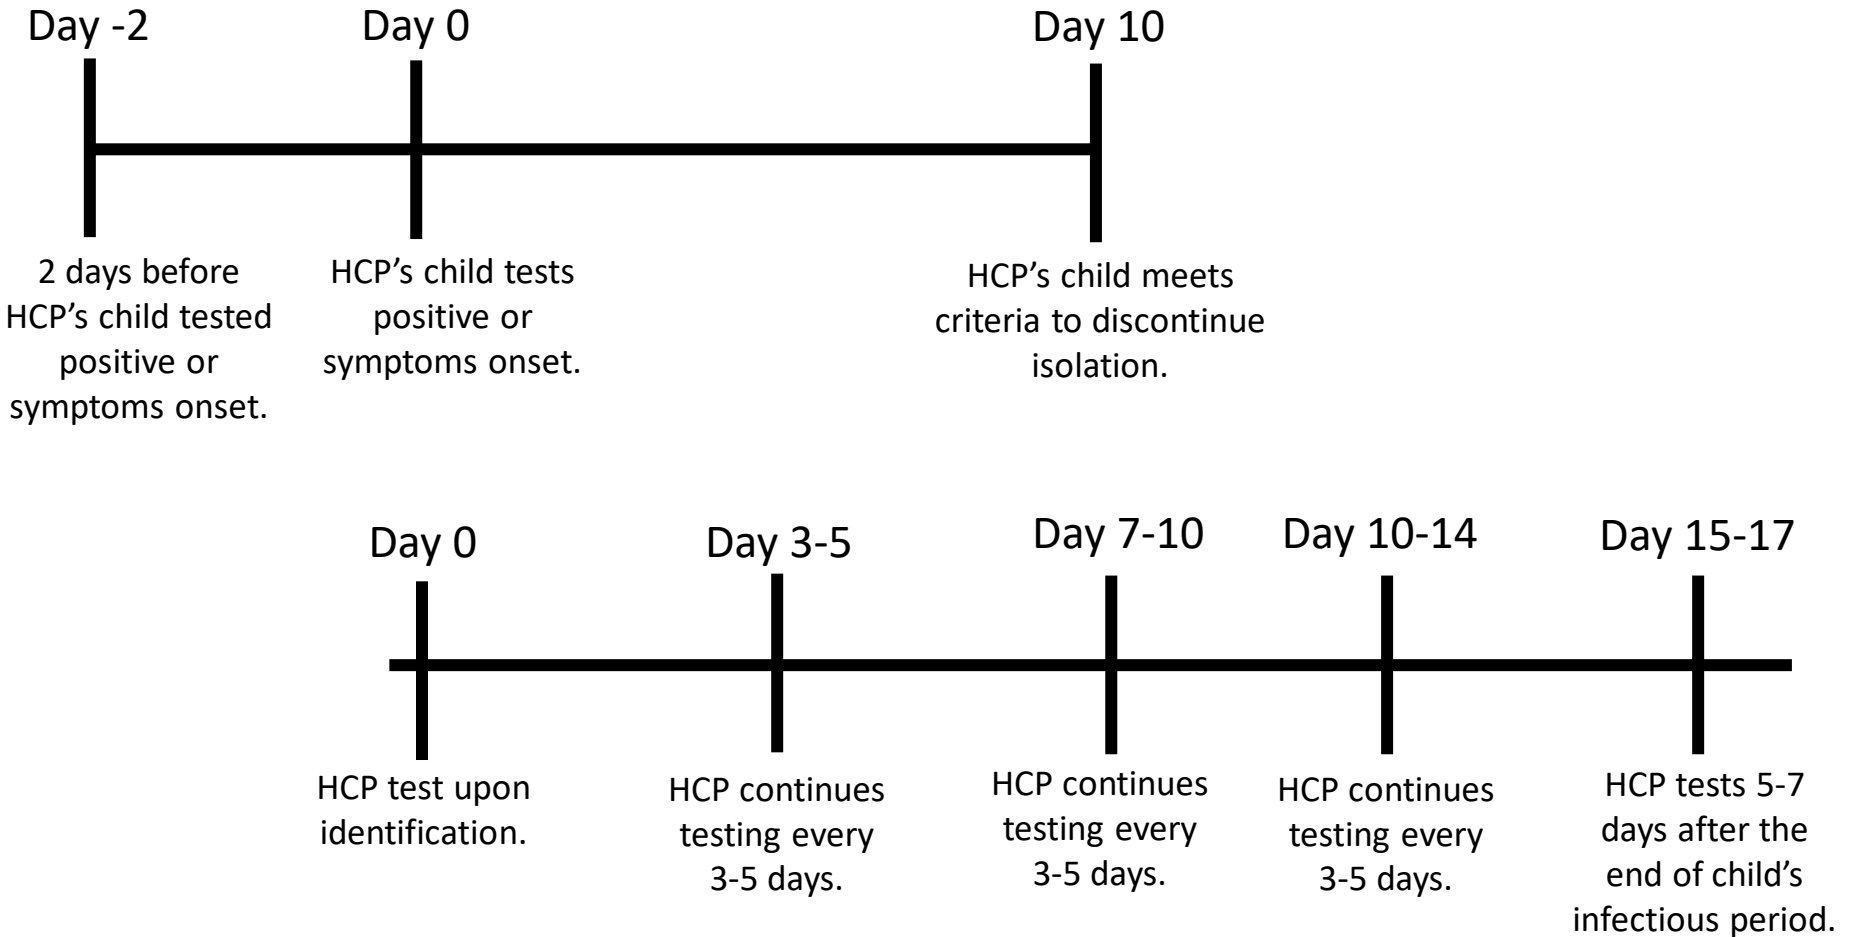 Day -2
Day 0
Day 10
2 days before
HCP's child tested
positive or
symptoms onset.
HCP's child tests
positive or
symptoms onset.
HCP's child meets
criteria to discontinue
isolation.
Day 0
Day 3-5
Day 7-10
Day 10-14
Day 15-17
HCP test upon
identification.
HCP continues
testing every
3-5 days.
HCP continues
testing every
3-5 days.
HCP continues
testing every
3-5 days.
HCP tests 5-7
days after the
end of child's
infectious period.